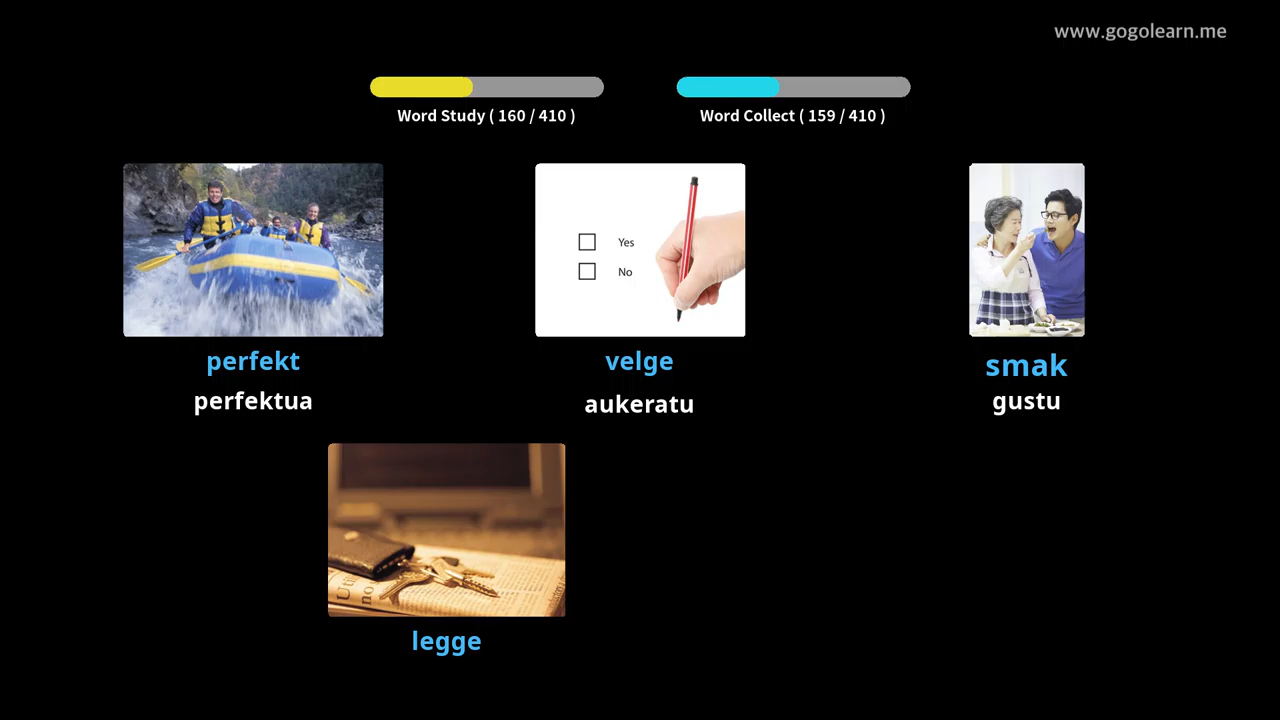 www.gogolearn.me
Word Study ( 160 / 410 )
Word Collect ( 159 / 410 )
Yes
No
perfekt
velge
smak
perfektua
aukeratu
gustu
legge